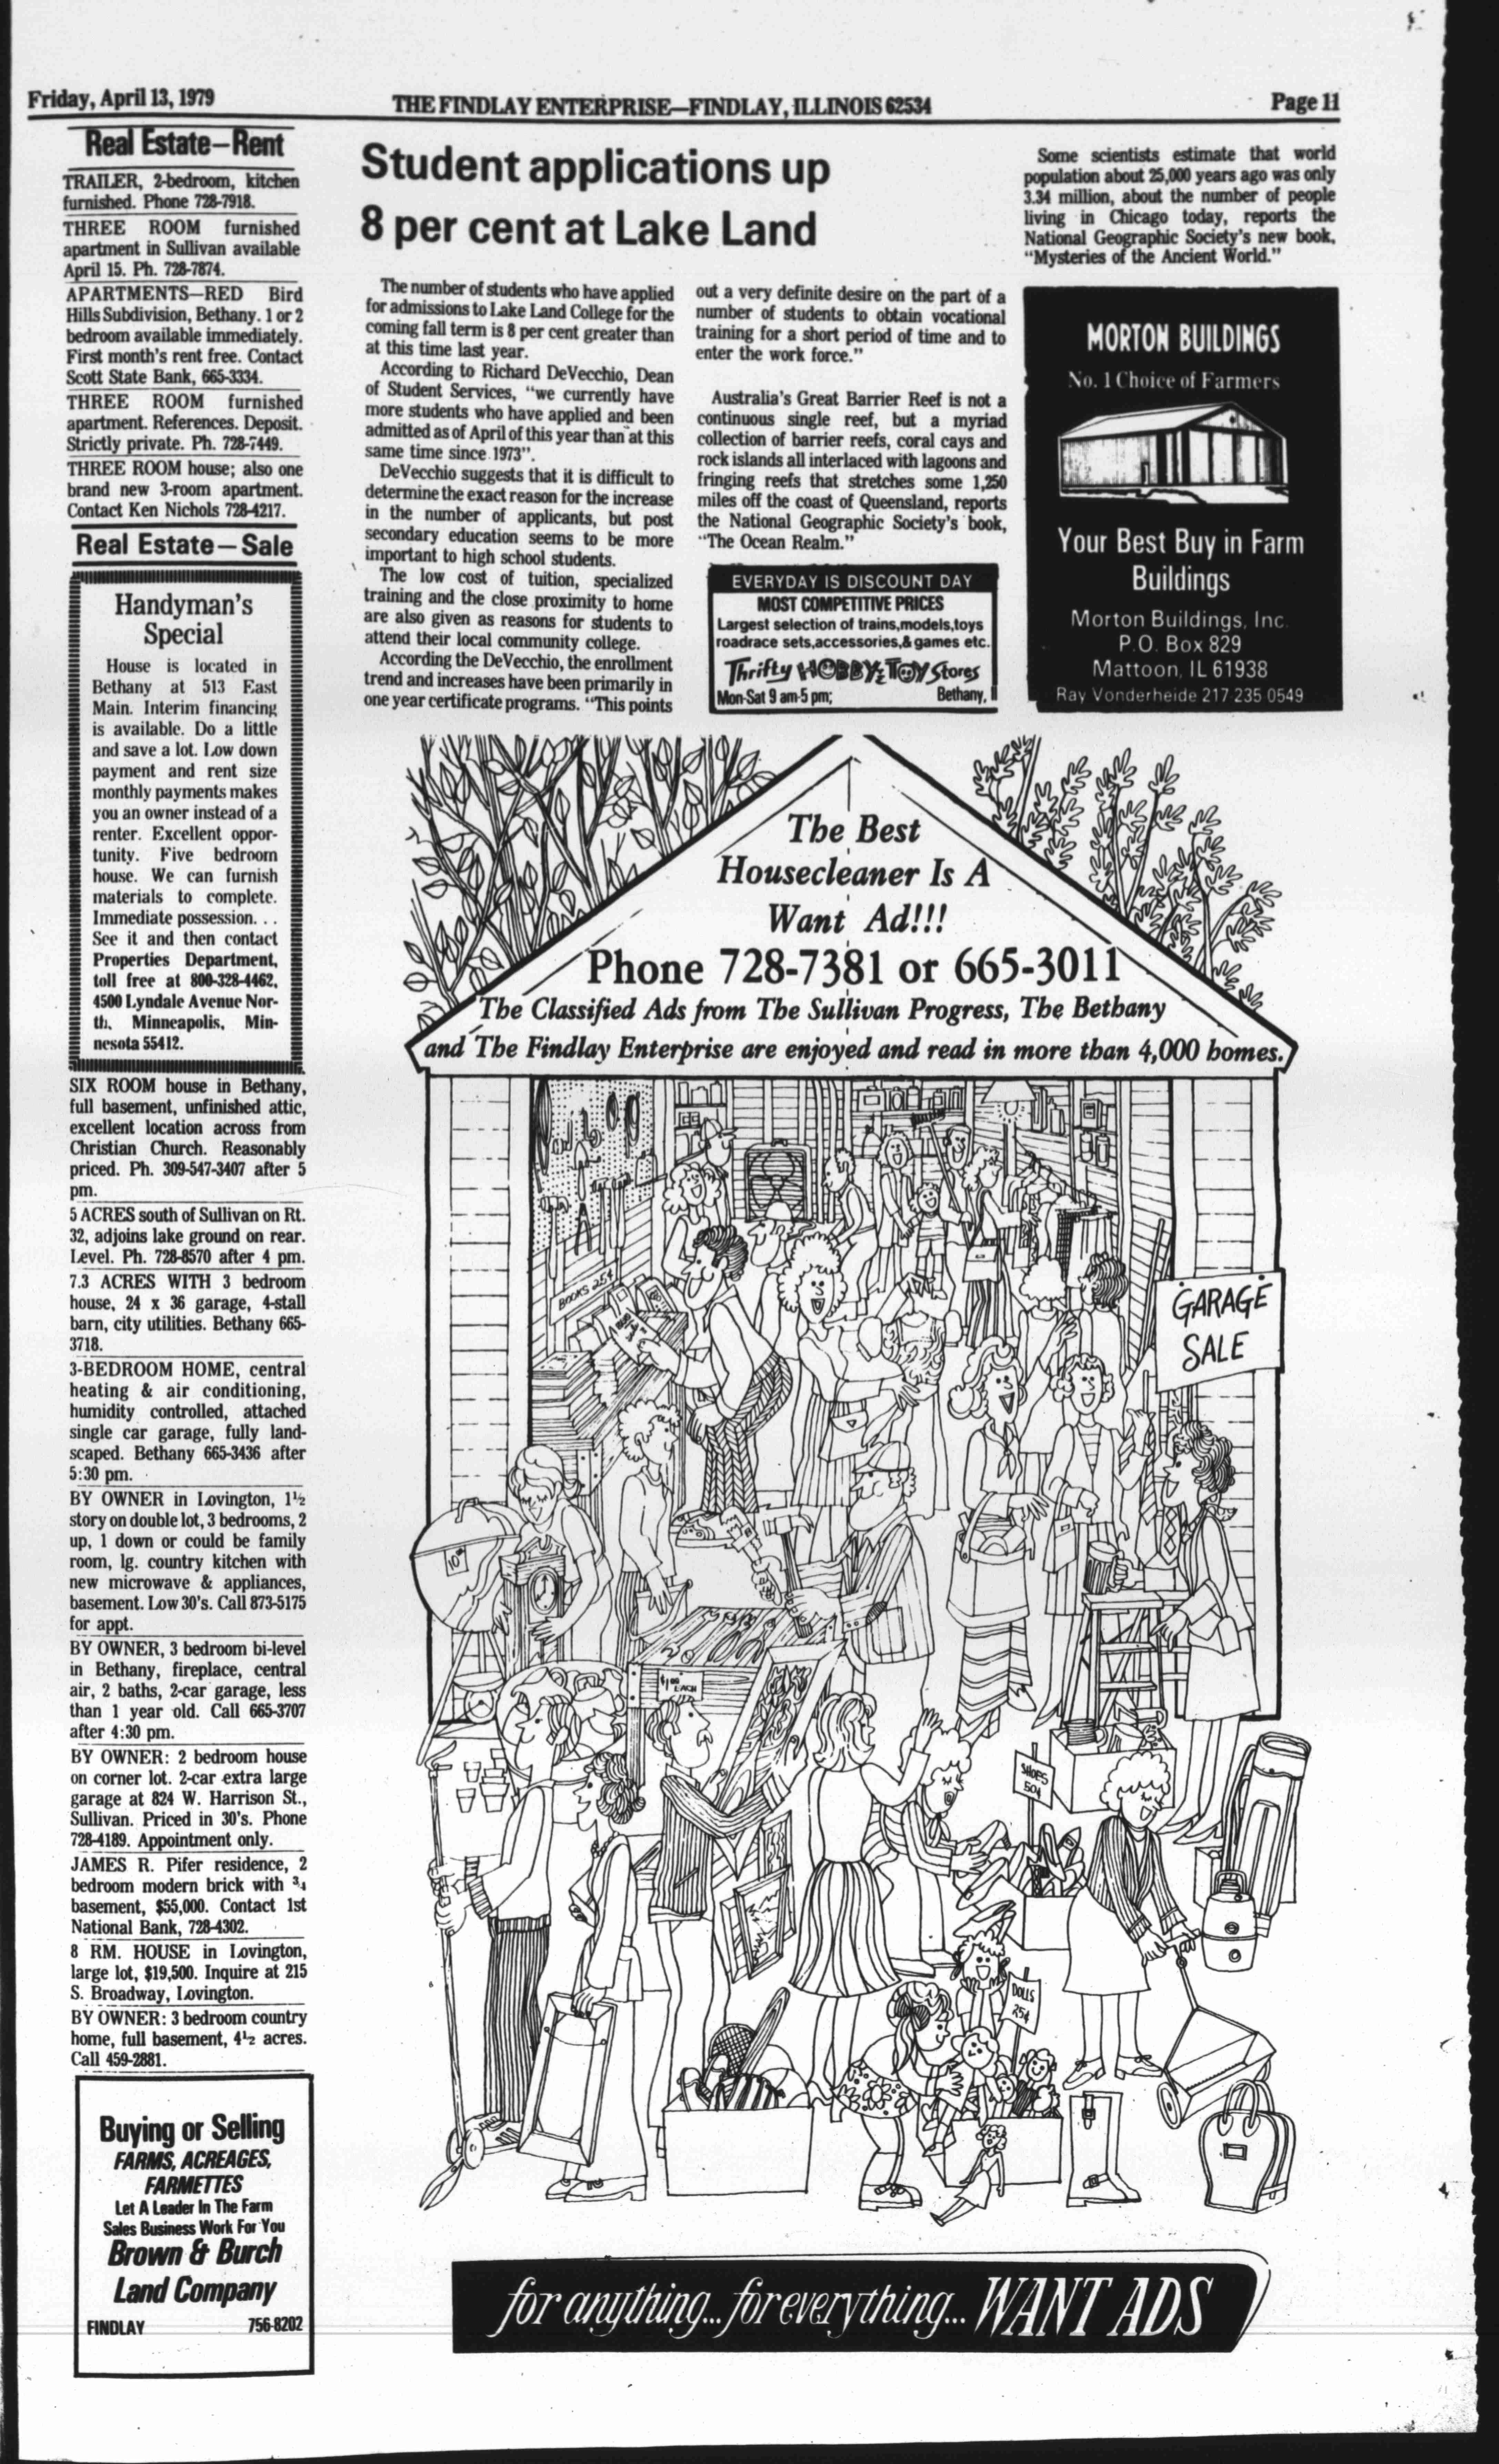 Friday, April 13, 1979
THE FINDLAY ENTERPRISE—FINDLAY, ILLINOIS 62534
Page 11
Real Estate—Rent
TRAILER, 2-bedroom, kitchen
furnished. Phone 728-7918.
THREE ROOM furnished
apartment in Sullivan available
April 15. Ph. 728-7874.
APARTMENTS—RED Bird
Hills Subdivision, Bethany. 1 or 2
bedroom available immediately.
First month's rent free. Contact
Scott State Bank, 665-3334.
THREE ROOM furnished
apartment. References. Deposit.
Strictly private. Ph. 728-7449.
THREE ROOM house; also one
brand new 3-room apartment.
Contact Ken Nichols 728-4217.
Real Estate—Sale
Handyman's
Special
House is located in
Bethany at 513 East
Main. Interim financing
is available. Do a little
and save a lot. Low down
payment and rent size
monthly payments makes
you an owner instead of a
renter. Excellent oppor-
tunity. Five bedroom
house. We can furnish
materials to complete.
Immediate possession. . .
See it and then contact
Properties Department,
toll free at 800-328-4462,
4500 Lyndale Avenue Nor-
th, Minneapolis, Min-
nesota 55412.
SIX ROOM house in Bethany,
full basement, unfinished attic,
excellent location across from
Christian Church. Reasonably
priced. Ph. 309-547-3407 after 5
pm.
5 ACRES south of Sullivan on Rt.
32, adjoins lake ground on rear.
Level. Ph. 728-8570 after 4 pm.
7.3 ACRES WITH 3 bedroom
house, 24 x 36 garage, 4-stall
barn, city utilities. Bethany 665-
3718.
3-BEDROOM HOME, central
heating & air conditioning,
humidity controlled, attached
single car garage, fully land-
scaped. Bethany 665-3436 after
5:30 pm.
BY OWNER in Lovington, 1½
story on double lot, 3 bedrooms, 2
up, 1 down or could be family
room, lg. country kitchen with
new microwave & appliances,
basement. Low 30's. Call 873-5175
for appt.
BY OWNER, 3 bedroom bi-level
in Bethany, fireplace, central
air, 2 baths, 2-car garage, less
than 1 year old. Call 665-3707
after 4:30 pm.
BY OWNER: 2 bedroom house
on corner lot. 2-car extra large
garage at 824 W. Harrison St.,
Sullivan. Priced in 30's. Phone
728-4189. Appointment only.
JAMES R. Pifer residence, 2
bedroom modern brick with ¾
basement, $55,000. Contact 1st
National Bank, 728-4302.
8 RM. HOUSE in Lovington,
large lot, $19,500. Inquire at 215
S. Broadway, Lovington.
BY OWNER: 3 bedroom country
home, full basement, 4½ acres.
Call 459-2881.
Buying or Selling
FARMS, ACREAGES,
FARMETTES
Let A Leader In The Farm
Sales Business Work For You
Brown & Burch
Land Company
FINDLAY 756-8202
Student applications up
8 per cent at Lake Land
The number of students who have applied
for admissions to Lake Land College for the
coming fall term is 8 per cent greater than
at this time last year.
According to Richard DeVecchio, Dean
of Student Services, "we currently have
more students who have applied and been
admitted as of April of this year than at this
same time since 1973".
DeVecchio suggests that it is difficult to
determine the exact reason for the increase
in the number of applicants, but post
secondary education seems to be more
important to high school students.
The low cost of tuition, specialized
training and the close proximity to home
are also given as reasons for students to
attend their local community college.
According the DeVecchio, the enrollment
trend and increases have been primarily in
one year certificate programs. "This points
out a very definite desire on the part of a
number of students to obtain vocational
training for a short period of time and to
enter the work force."
Australia's Great Barrier Reef is not a
continuous single reef, but a myriad
collection of barrier reefs, coral cays and
rock islands all interlaced with lagoons and
fringing reefs that stretches some 1,250
miles off the coast of Queensland, reports
the National Geographic Society's book,
"The Ocean Realm."
EVERYDAY IS DISCOUNT DAY
MOST COMPETITIVE PRICES
Largest selection of trains,models,toys
roadrace sets,accessories,& games etc.
Thrifty HOBBY & TOY Stores
Mon-Sat 9 am-5 pm; Bethany, Il
Some scientists estimate that world
population about 25,000 years ago was only
3.34 million, about the number of people
living in Chicago today, reports the
National Geographic Society's new book,
"Mysteries of the Ancient World."
MORTON BUILDINGS
No. 1 Choice of Farmers
Your Best Buy in Farm
Buildings
Morton Buildings, Inc.
P.O. Box 829
Mattoon, IL 61938
Ray Vonderheide 217 235 0549
The Best
Housecleaner Is A
Want Ad!!!
Phone 728-7381 or 665-3011
The Classified Ads from The Sullivan Progress, The Bethany
and The Findlay Enterprise are enjoyed and read in more than 4,000 homes.
BOOKS 25¢
GARAGE
SALE
10⁰⁰
$1⁰⁰
EACH
SHOES
50¢
DOLLS
25¢
for anything... for everything... WANT ADS